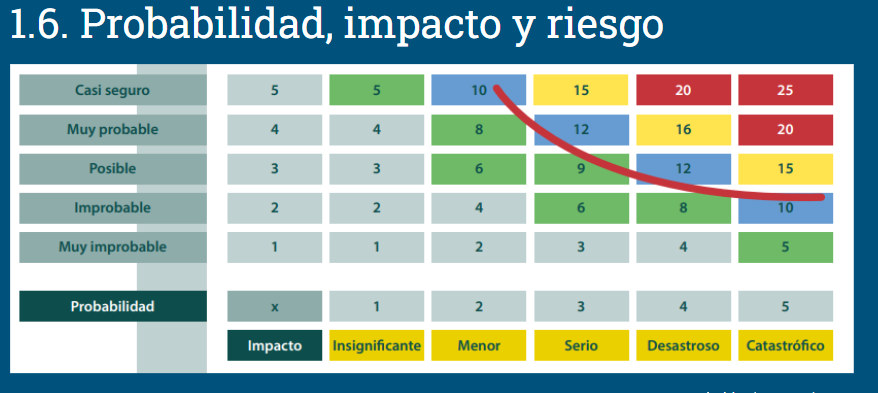 1.6. Probabilidad, impacto y riesgo
Casi seguro 5 5 10 15 20 25
Muy probable 4 4 8 12 16 20
Posible 3 3 6 9 12 15
Improbable 2 2 4 6 8 10
Muy improbable 1 1 2 3 4 5
Probabilidad x 1 2 3 4 5
Impacto Insignificante Menor Serio Desastroso Catastrófico